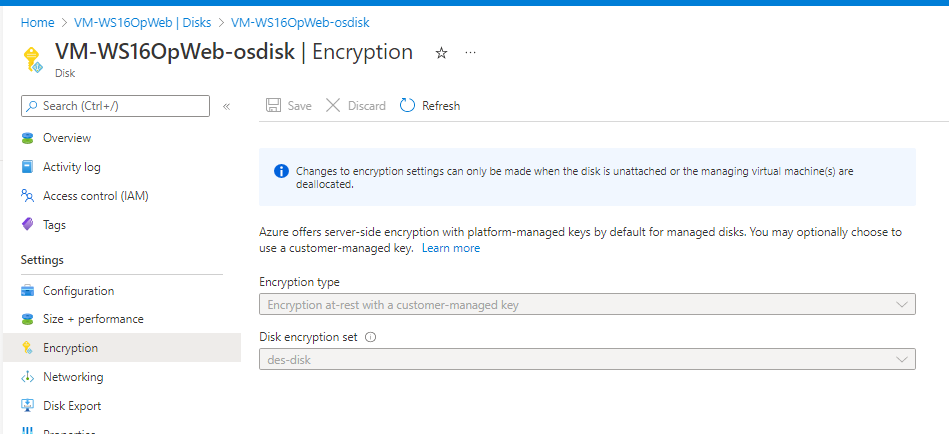 Home > VM-WS16OpWeb | Disks > VM-WS16OpWeb-osdisk
VM-WS16OpWeb-osdisk | Encryption ☆ ···
Disk
Search (Ctrl+/) «
Overview
Activity log
Access control (IAM)
Tags
Settings
Configuration
Size + performance
Encryption
Networking
Disk Export
Properties
Save Discard Refresh
Changes to encryption settings can only be made when the disk is unattached or the managing virtual machine(s) are
deallocated.
Azure offers server-side encryption with platform-managed keys by default for managed disks. You may optionally choose to
use a customer-managed key. Learn more
Encryption type
Encryption at-rest with a customer-managed key
Disk encryption set
des-disk